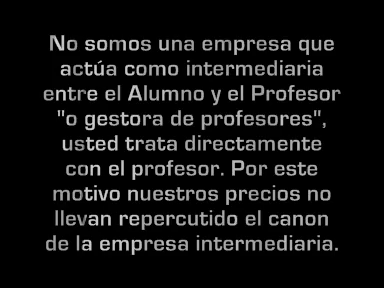 No somos una empresa que
actúa como intermediaria
entre el Alumno y el Profesor
"o gestora de profesores",
usted trata directamente
con el profesor. Por este
motivo nuestros precios no
llevan repercutido el canon
de la empresa intermediaria.